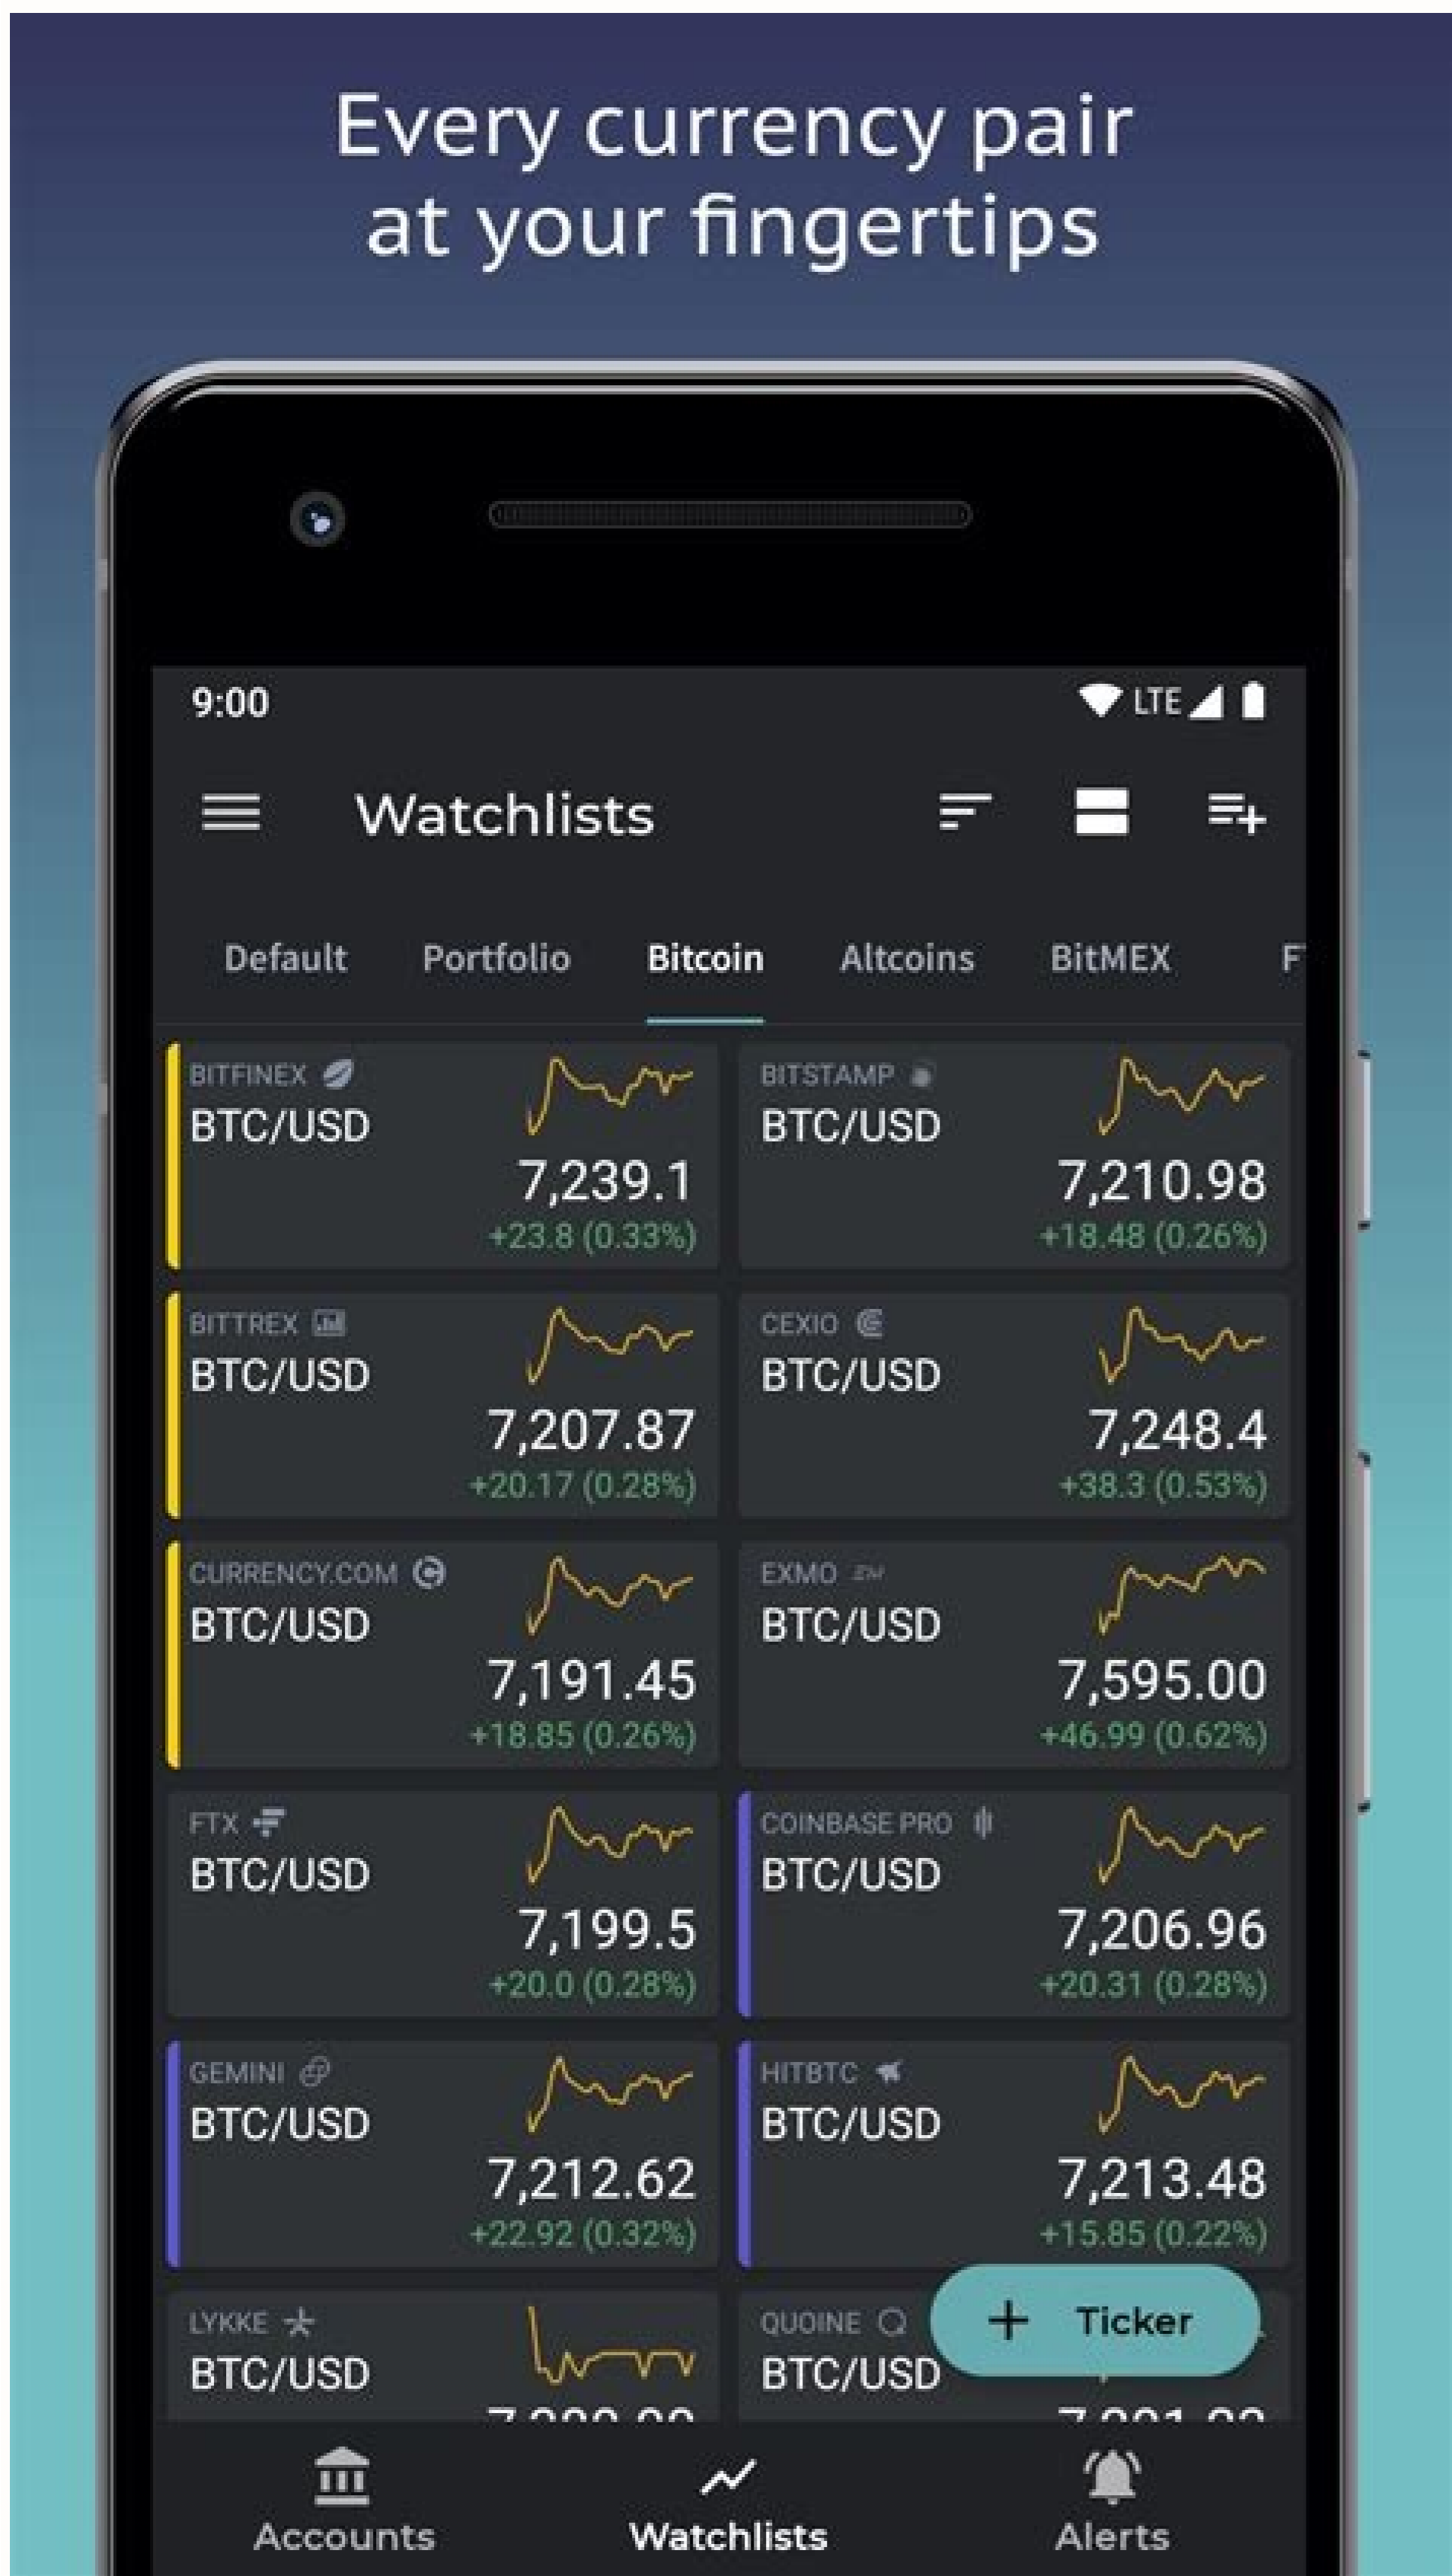 Every currency pair
at your fingertips
9:00 LTE
Watchlists
Default Portfolio Bitcoin Altcoins BitMEX F
BITFINEX BITSTAMP
BTC/USD BTC/USD
7,239.1 7,210.98
+23.8 (0.33%) +18.48 (0.26%)
BITTREX CEXIO
BTC/USD BTC/USD
7,207.87 7,248.4
+20.17 (0.28%) +38.3 (0.53%)
CURRENCY.COM EXMO
BTC/USD BTC/USD
7,191.45 7,595.00
+18.85 (0.26%) +46.99 (0.62%)
FTX COINBASE PRO
BTC/USD BTC/USD
7,199.5 7,206.96
+20.0 (0.28%) +20.31 (0.28%)
GEMINI HITBTC
BTC/USD BTC/USD
7,212.62 7,213.48
+22.92 (0.32%) +15.85 (0.22%)
LYKKE QUOINE
+ Ticker
BTC/USD BTC/USD
Accounts Watchlists Alerts